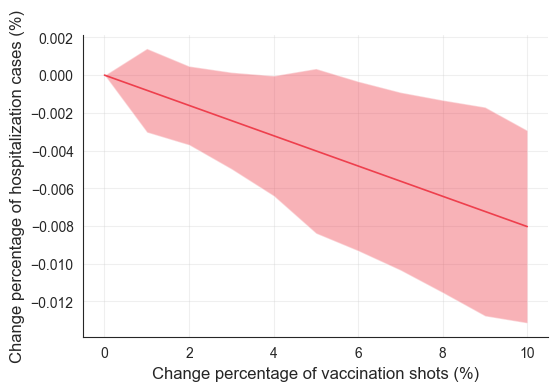 Change percentage of hospitalization cases (%)
0.002
0.000
−0.002
−0.004
−0.006
−0.008
−0.010
−0.012
0 2 4 6 8 10
Change percentage of vaccination shots (%)